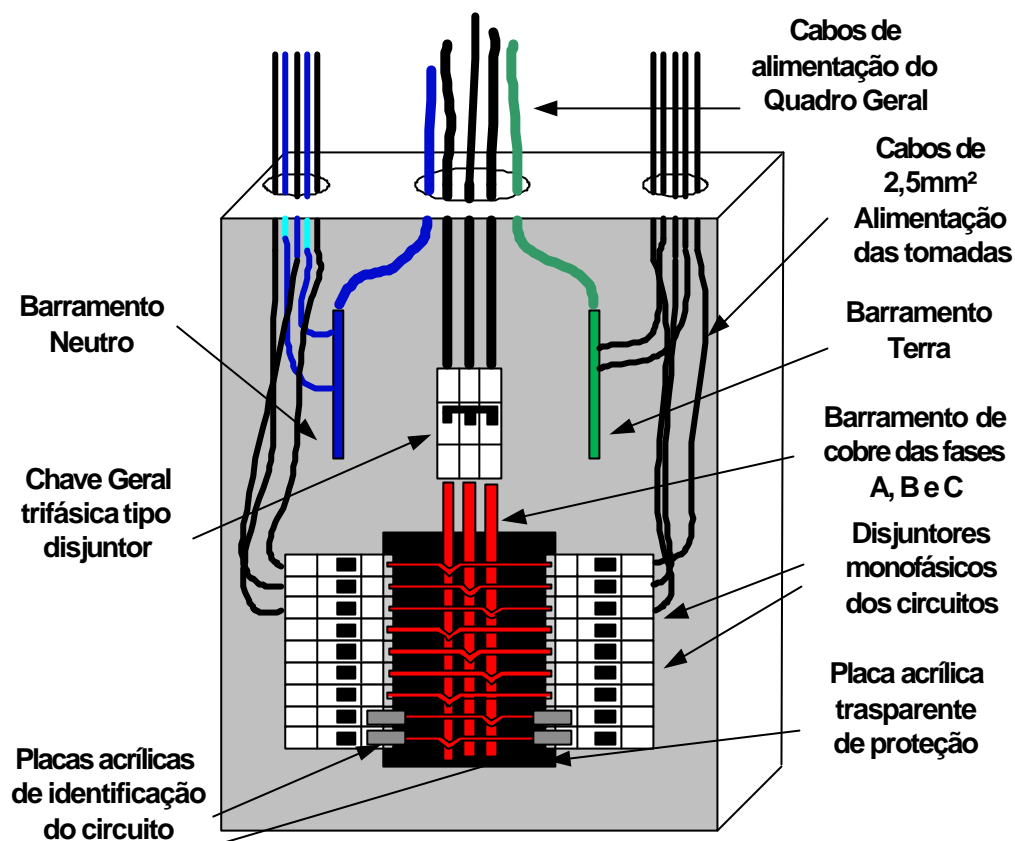 Cabos de
alimentação do
Quadro Geral
Cabos de
2,5mm²
Alimentação
das tomadas
Barramento
Neutro
Barramento
Terra
Chave Geral
trifásica tipo
disjuntor
Barramento de
cobre das fases
A, B e C
Disjuntores
monofásicos
dos circuitos
Placa acrílica
trasparente
de proteção
Placas acrílicas
de identificação
do circuito